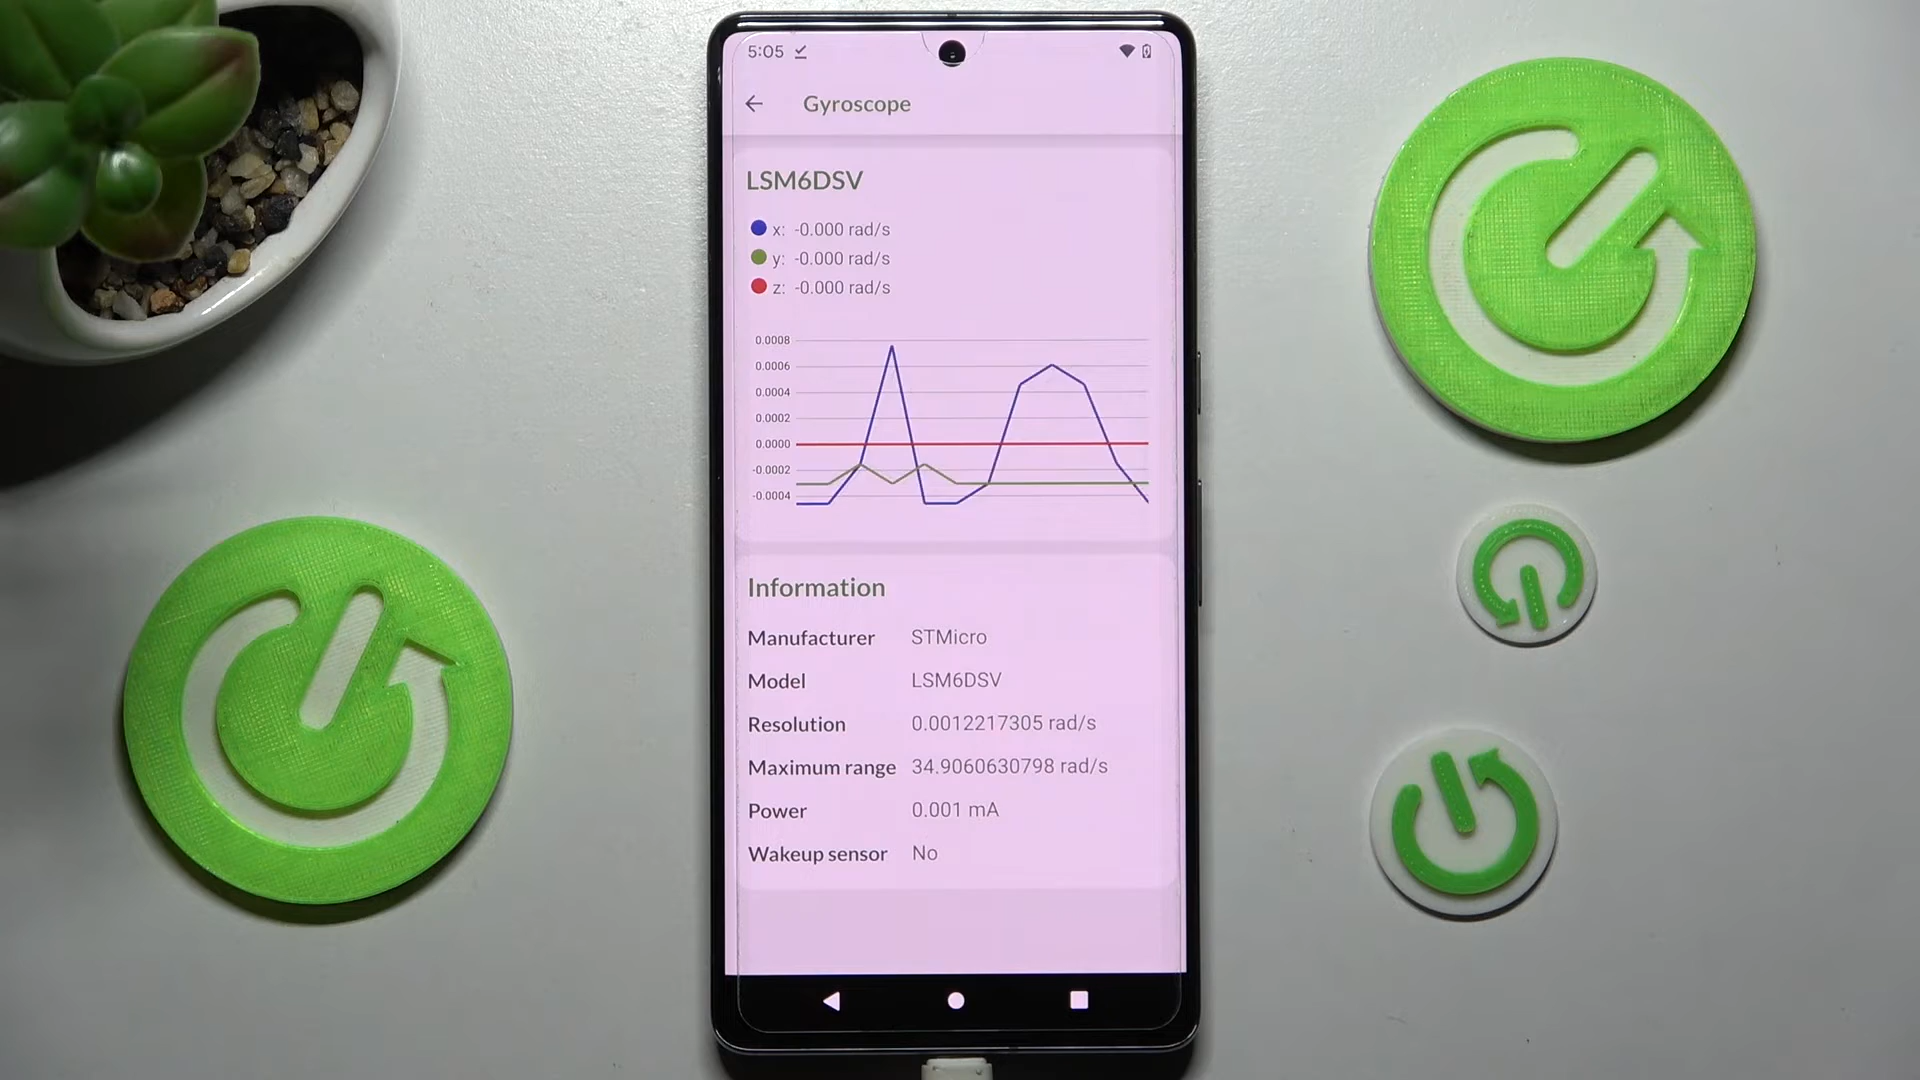 5:05
Gyroscope
LSM6DSV
x: -0.000 rad/s
y: -0.000 rad/s
z: -0.000 rad/s
0.0008
0.0006
0.0004
0.0002
0.0000
-0.0002
-0.0004
Information
Manufacturer STMicro
Model LSM6DSV
Resolution 0.0012217305 rad/s
Maximum range 34.9060630798 rad/s
Power 0.001 mA
Wakeup sensor No